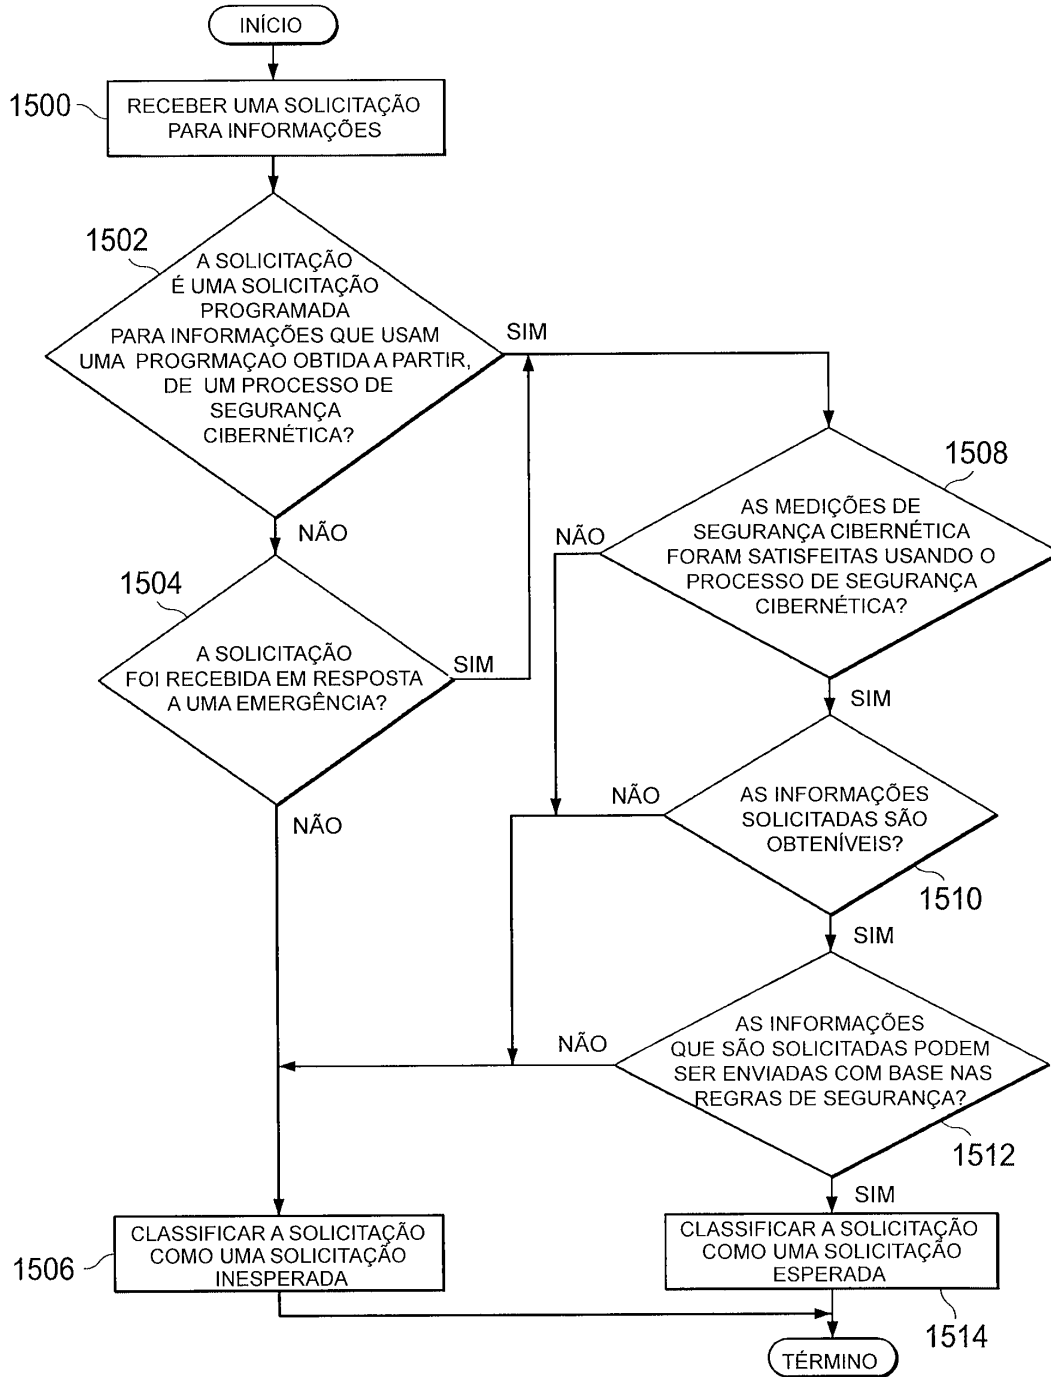 INÍCIO
1500
RECEBER UMA SOLICITAÇÃO
PARA INFORMAÇÕES
1502
A SOLICITAÇÃO
É UMA SOLICITAÇÃO
PROGRAMADA
PARA INFORMAÇÕES QUE USAM
UMA PROGRMAÇAO OBTIDA A PARTIR,
DE UM PROCESSO DE
SEGURANÇA
CIBERNÉTICA?
SIM
NÃO
1504
A SOLICITAÇÃO
FOI RECEBIDA EM RESPOSTA
A UMA EMERGÊNCIA?
SIM
NÃO
1508
AS MEDIÇÕES DE
SEGURANÇA CIBERNÉTICA
FORAM SATISFEITAS USANDO O
PROCESSO DE SEGURANÇA
CIBERNÉTICA?
NÃO
SIM
AS INFORMAÇÕES
SOLICITADAS SÃO
OBTENÍVEIS?
NÃO
1510
SIM
AS INFORMAÇÕES
QUE SÃO SOLICITADAS PODEM
SER ENVIADAS COM BASE NAS
REGRAS DE SEGURANÇA?
NÃO
1512
SIM
1506
CLASSIFICAR A SOLICITAÇÃO
COMO UMA SOLICITAÇÃO
INESPERADA
CLASSIFICAR A SOLICITAÇÃO
COMO UMA SOLICITAÇÃO
ESPERADA
1514
TÉRMINO